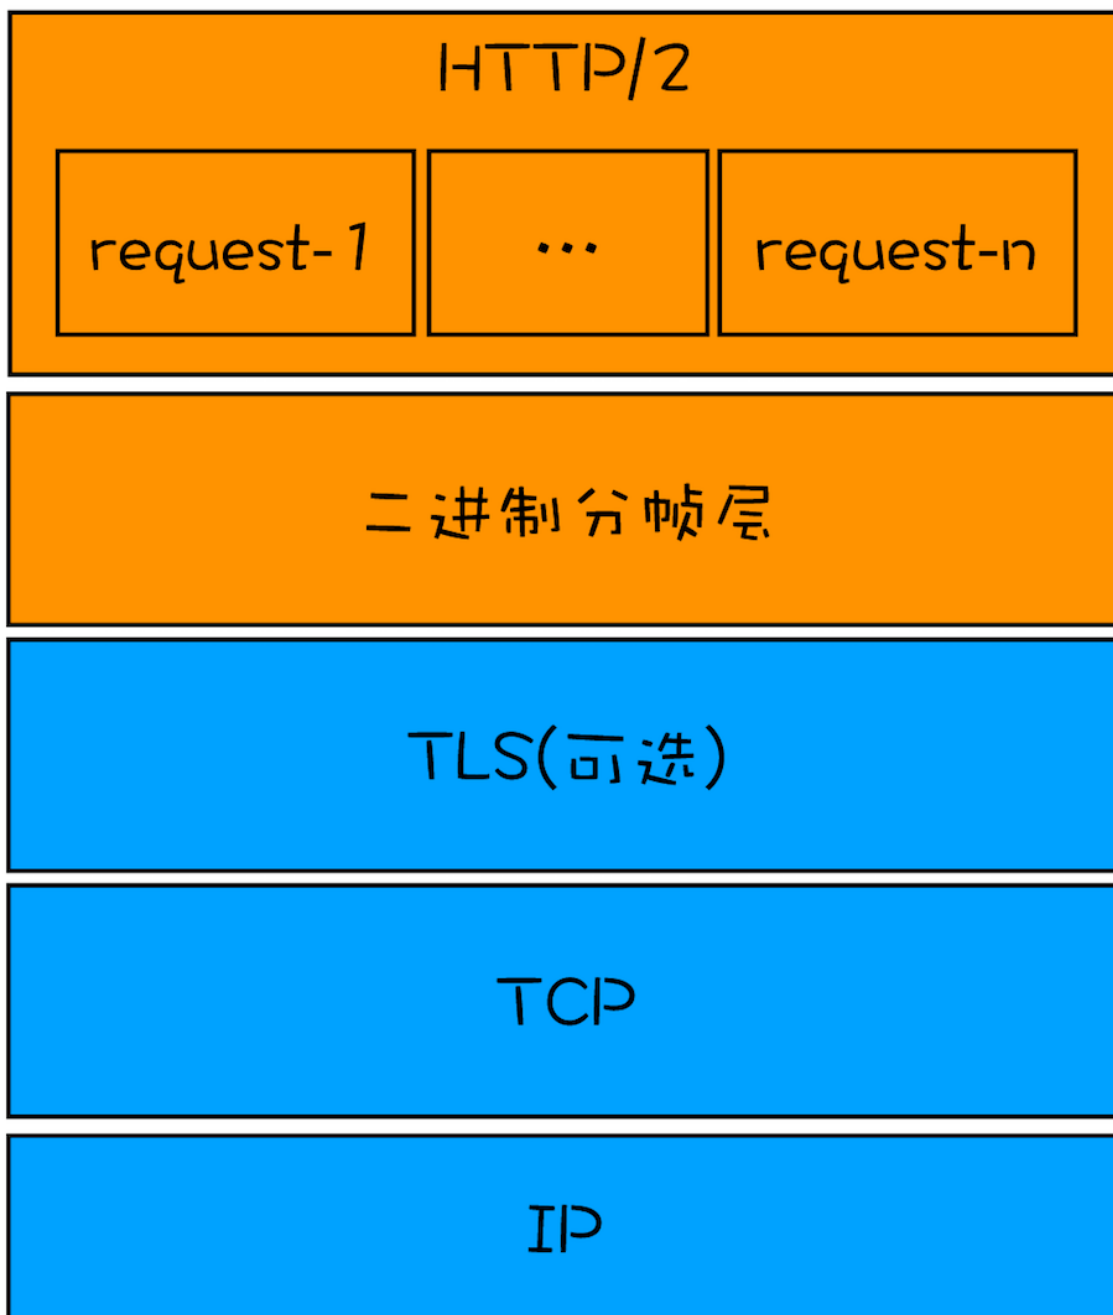 HTTP/2
request-1
...
request-n
二进制分帧层
TLS(可选)
TCP
IP